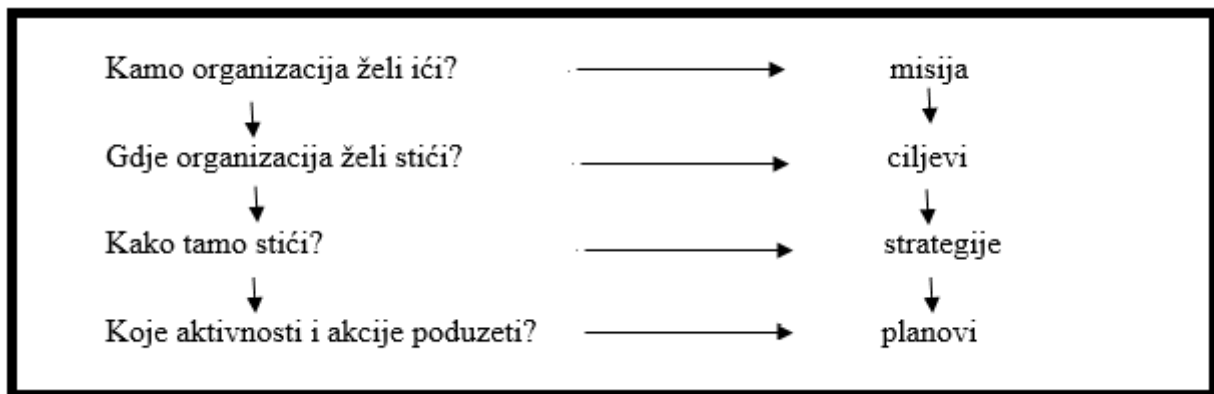 Kamo organizacija želi ići? misija
Gdje organizacija želi stići? ciljevi
Kako tamo stići? strategije
Koje aktivnosti i akcije poduzeti? planovi